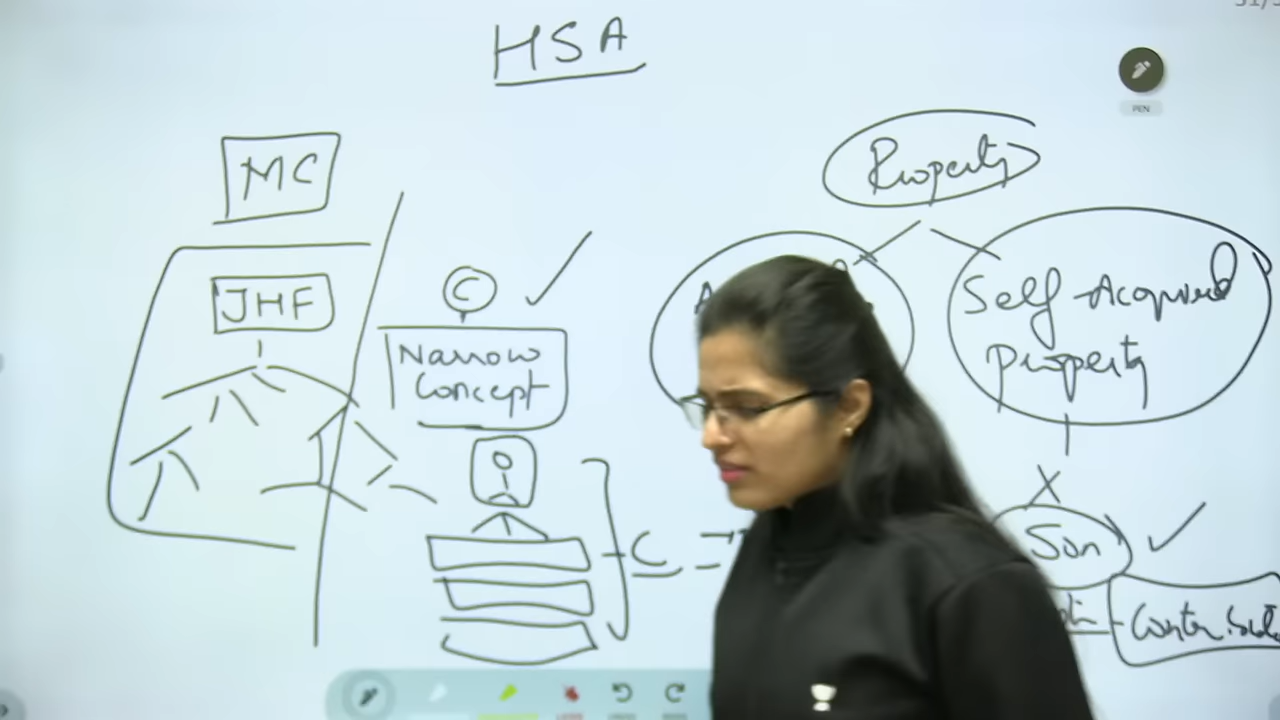 HSA
PEN
MC
Property
JHF
C
Narrow
Concept
Self-Acquired
Property
C
Son